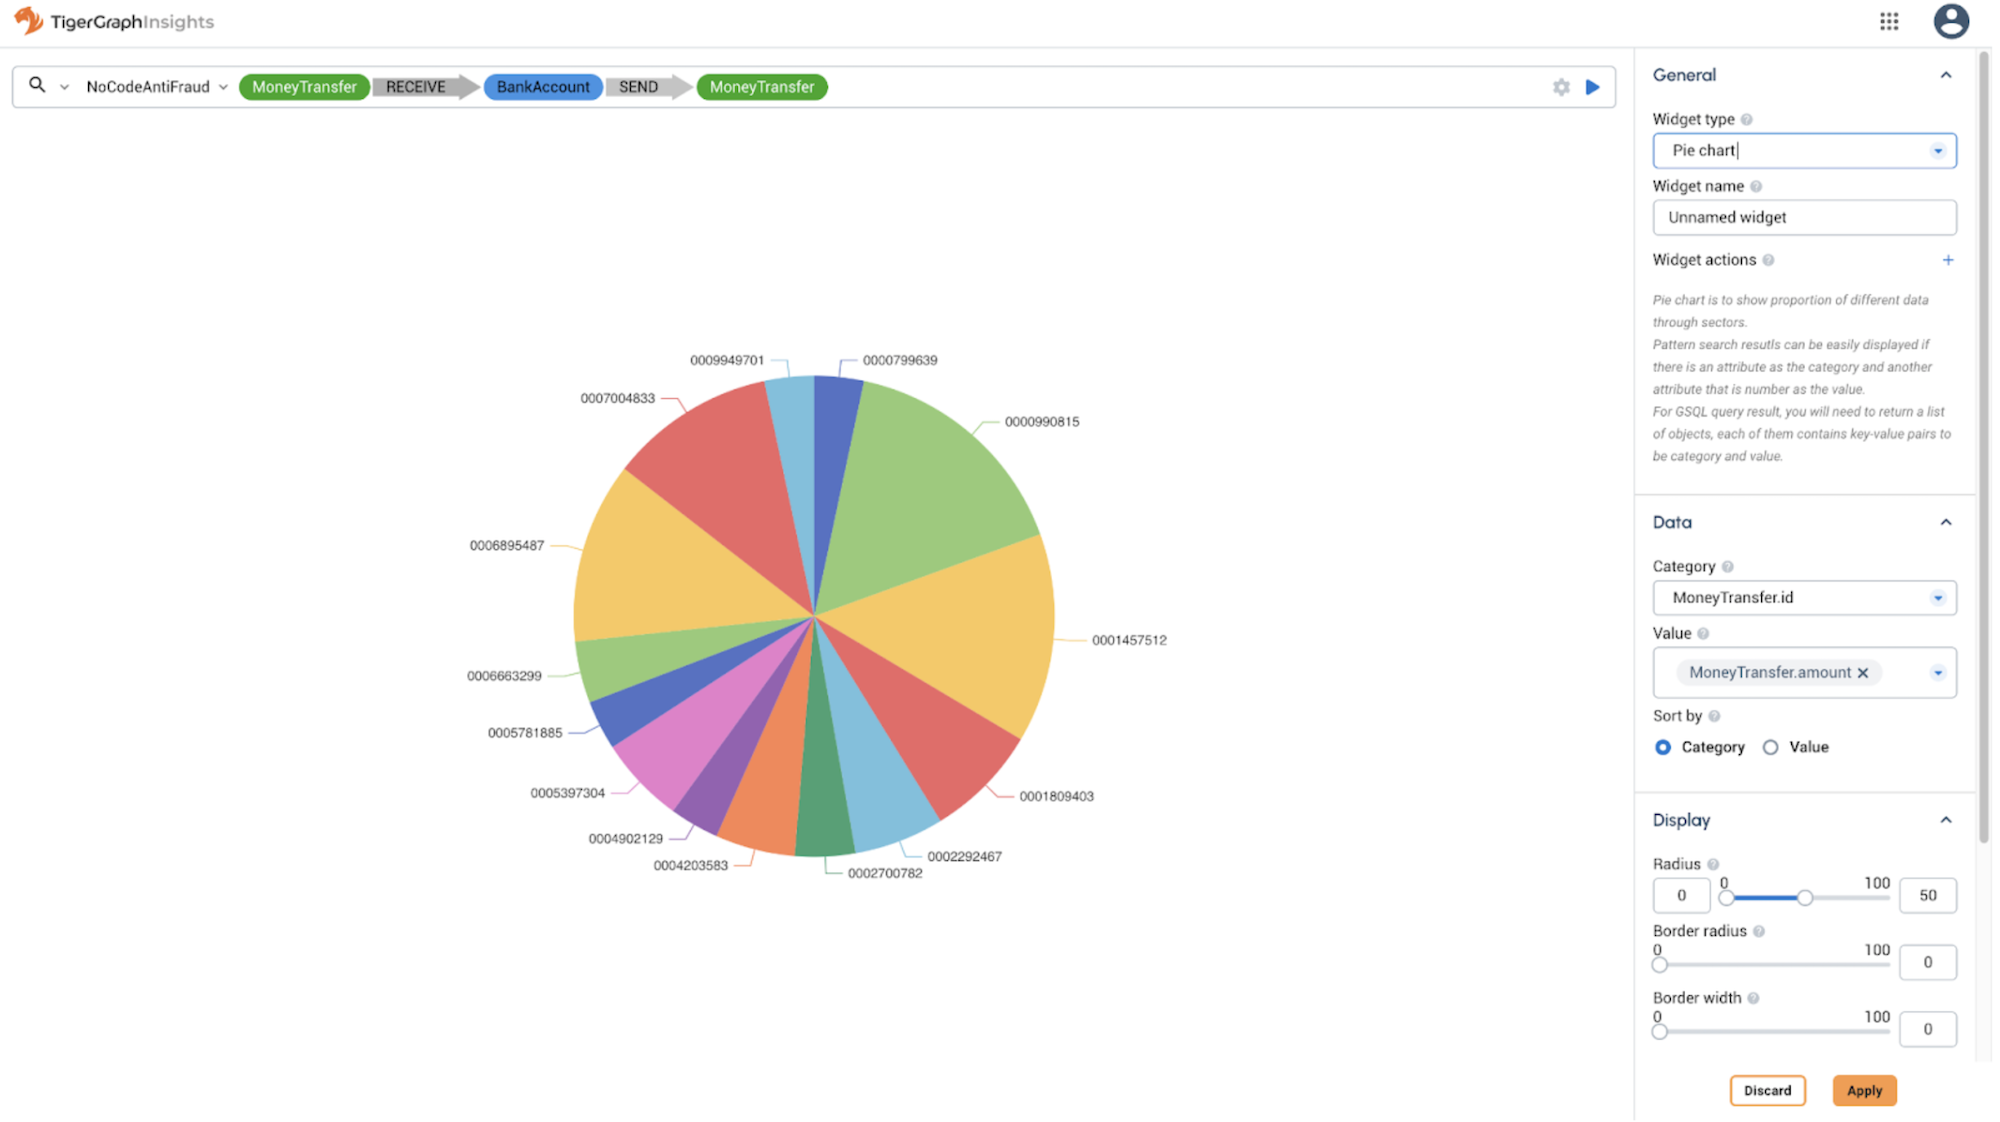 TigerGraphInsights
NoCodeAntiFraud MoneyTransfer RECEIVE BankAccount SEND MoneyTransfer
0009949701
0000799639
0007004833
0000990815
0006895487
0001457512
0006663299
0005781885
0005397304
0001809403
0004902129
0002292467
0004203583
0002700782
General
Widget type
Pie chart
Widget name
Unnamed widget
Widget actions
Pie chart is to show proportion of different data
through sectors.
Pattern search resutls can be easily displayed if
there is an attribute as the category and another
attribute that is number as the value.
For GSQL query result, you will need to return a list
of objects, each of them contains key-value pairs to
be category and value.
Data
Category
MoneyTransfer.id
Value
MoneyTransfer.amount
Sort by
Category Value
Display
Radius
0 100
0 50
Border radius
0 100
0
Border width
0 100
0
Discard Apply